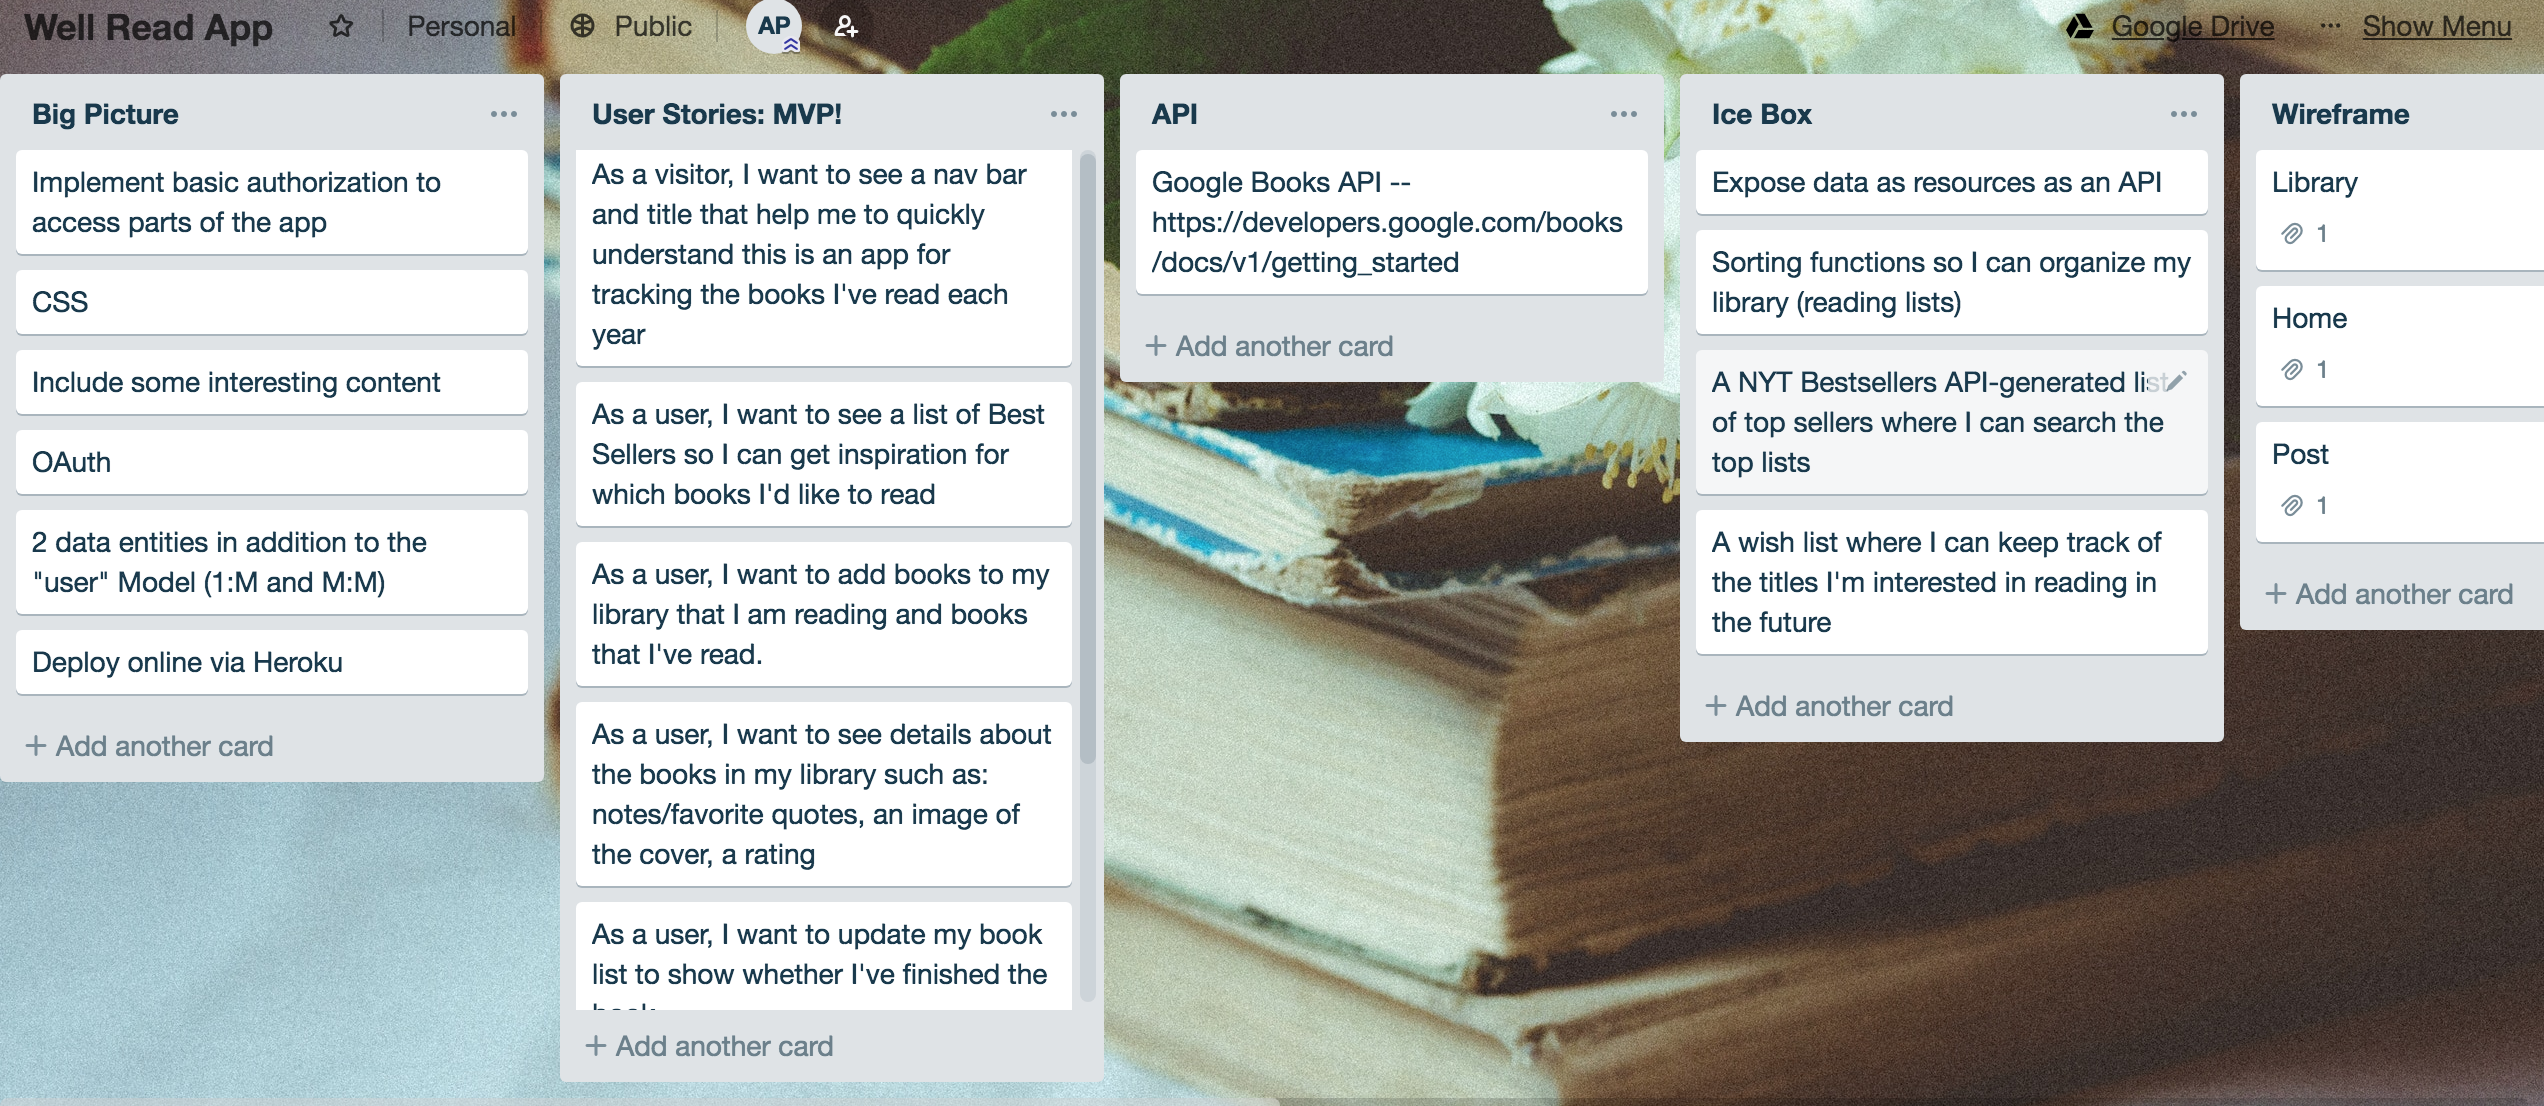 Well Read App
Personal
Public
AP
Google Drive
... Show Menu
Big Picture
Implement basic authorization to
access parts of the app
CSS
Include some interesting content
OAuth
2 data entities in addition to the
"user" Model (1:M and M:M)
Deploy online via Heroku
+ Add another card
User Stories: MVP!
As a visitor, I want to see a nav bar
and title that help me to quickly
understand this is an app for
tracking the books I've read each
year
As a user, I want to see a list of Best
Sellers so I can get inspiration for
which books I'd like to read
As a user, I want to add books to my
library that I am reading and books
that I've read.
As a user, I want to see details about
the books in my library such as:
notes/favorite quotes, an image of
the cover, a rating
As a user, I want to update my book
list to show whether I've finished the
+ Add another card
API
Google Books API --
https://developers.google.com/books
/docs/v1/getting_started
+ Add another card
Ice Box
Expose data as resources as an API
Sorting functions so I can organize my
library (reading lists)
A NYT Bestsellers API-generated list
of top sellers where I can search the
top lists
A wish list where I can keep track of
the titles I'm interested in reading in
the future
+ Add another card
Wireframe
Library
1
Home
1
Post
1
+ Add another card